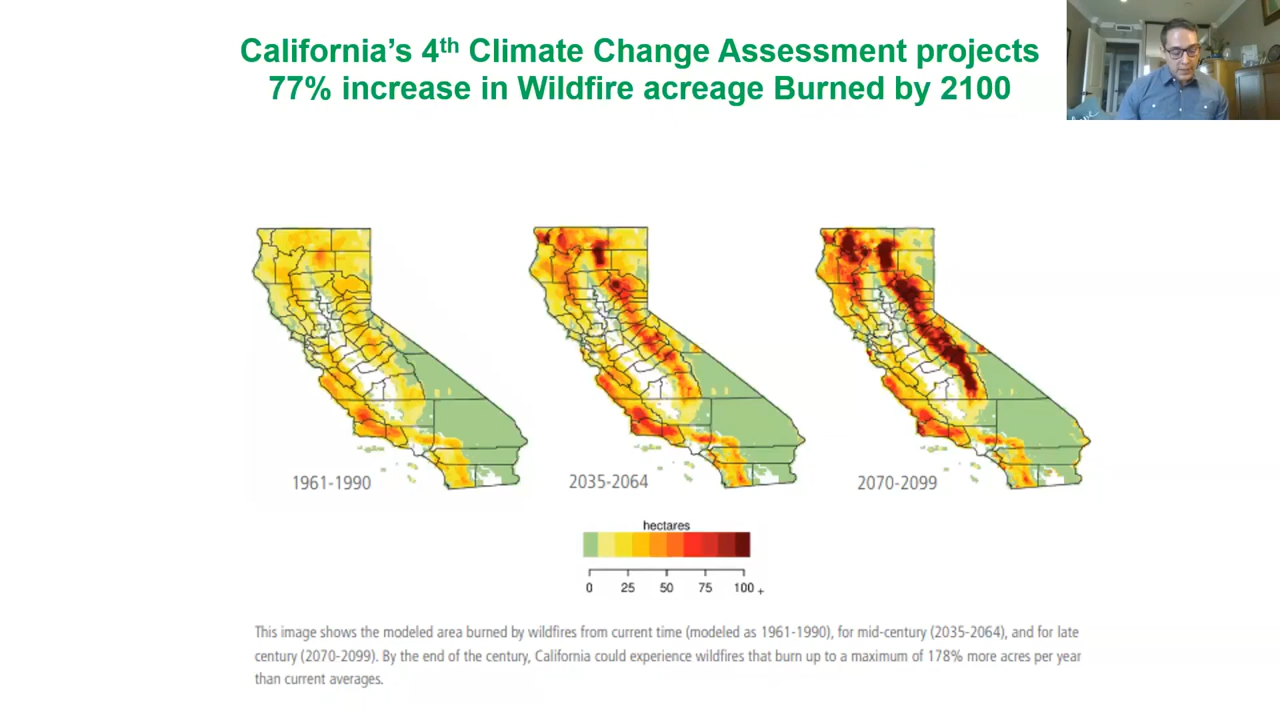 California's 4th Climate Change Assessment projects
77% increase in Wildfire acreage Burned by 2100
1961-1990
2035-2064
2070-2099
hectares
0 25 50 75 100 +
This image shows the modeled area burned by wildfires from current time (modeled as 1961-1990), for mid-century (2035-2064), and for late
century (2070-2099). By the end of the century, California could experience wildfires that burn up to a maximum of 178% more acres per year
than current averages.